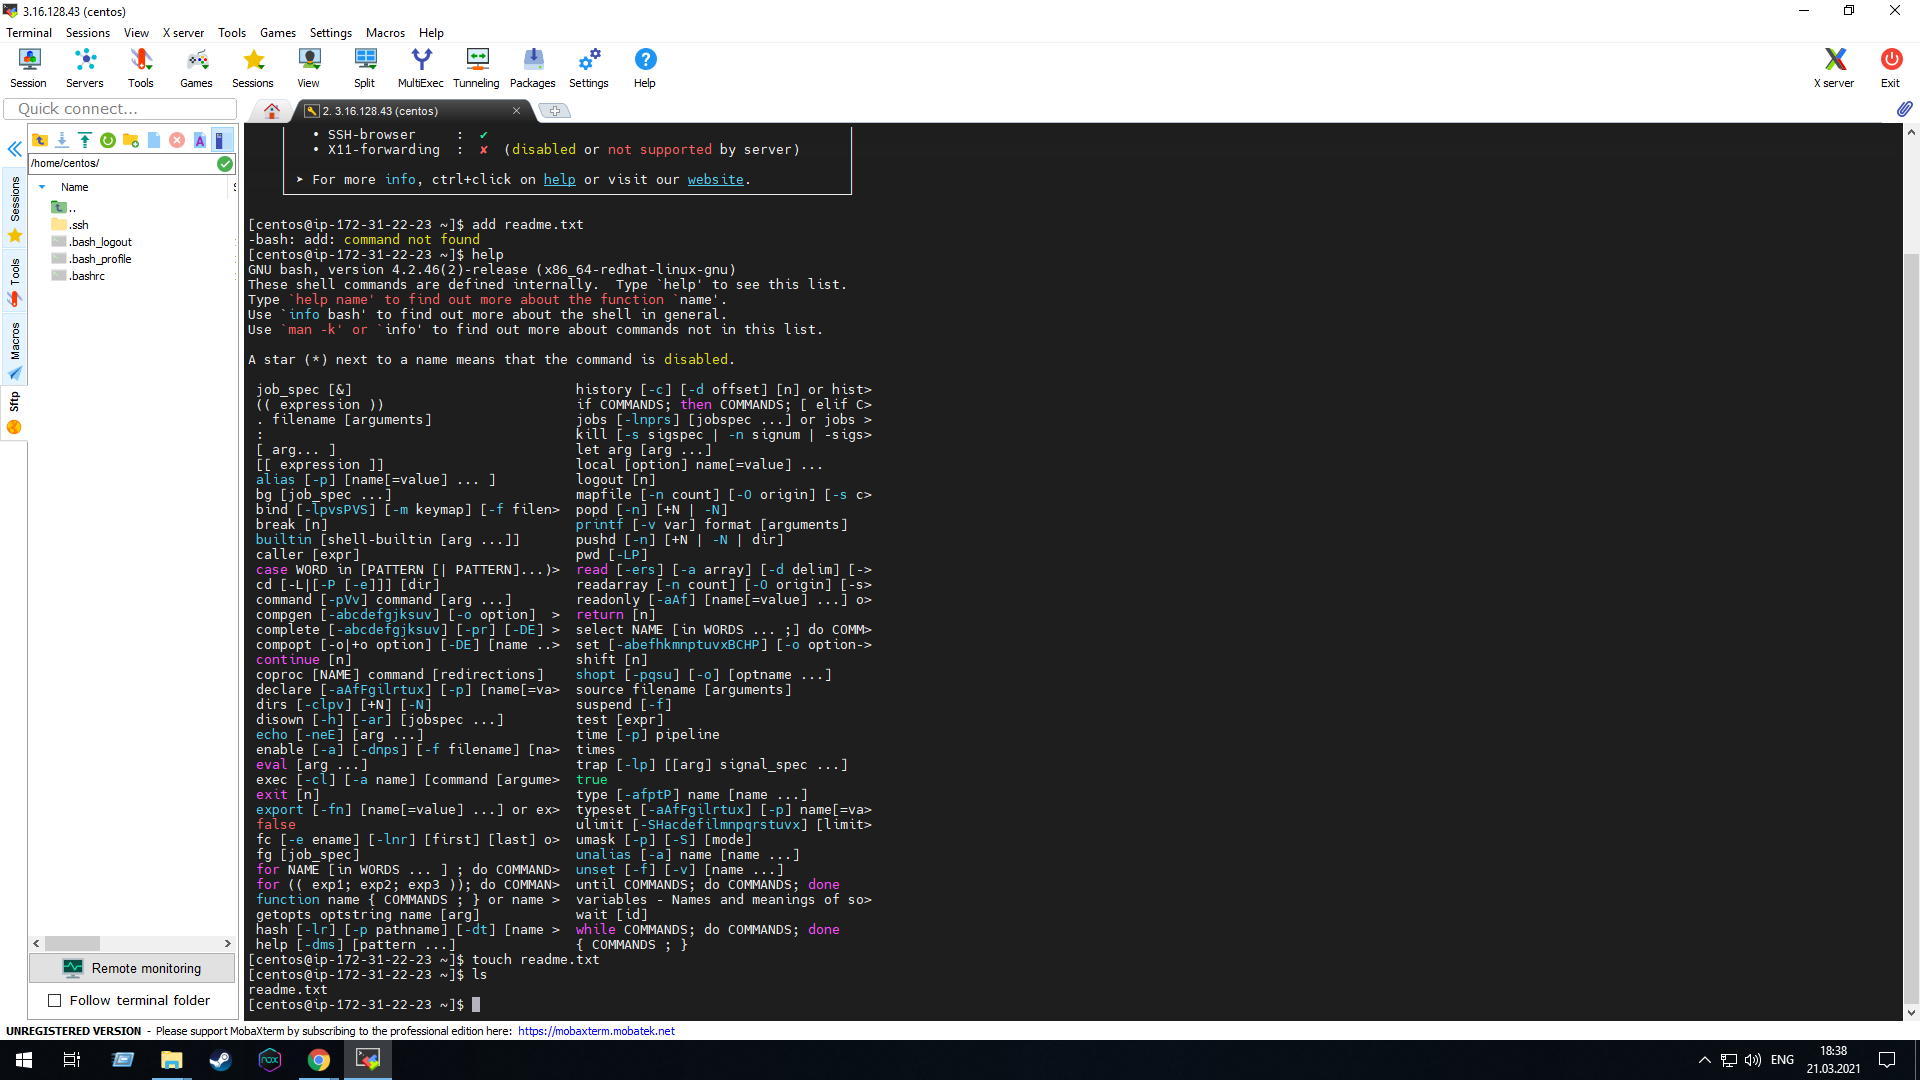 3.16.128.43 (centos)
Terminal Sessions View X server Tools Games Settings Macros Help
Session Servers Tools Games Sessions View Split MultiExec Tunneling Packages Settings Help X server Exit
Quick connect...
2. 3.16.128.43 (centos)
/home/centos/
Name
..
.ssh
.bash_logout
.bash_profile
.bashrc
Sessions
Tools
Macros
Sftp
Remote monitoring
Follow terminal folder
• SSH-browser : ✔
• X11-forwarding : ✘ (disabled or not supported by server)
➤ For more info, ctrl+click on help or visit our website.
[centos@ip-172-31-22-23 ~]$ add readme.txt
-bash: add: command not found
[centos@ip-172-31-22-23 ~]$ help
GNU bash, version 4.2.46(2)-release (x86_64-redhat-linux-gnu)
These shell commands are defined internally. Type `help' to see this list.
Type `help name' to find out more about the function `name'.
Use `info bash' to find out more about the shell in general.
Use `man -k' or `info' to find out more about commands not in this list.
A star (*) next to a name means that the command is disabled.
job_spec [&] history [-c] [-d offset] [n] or hist>
(( expression )) if COMMANDS; then COMMANDS; [ elif C>
. filename [arguments] jobs [-lnprs] [jobspec ...] or jobs >
: kill [-s sigspec | -n signum | -sigs>
[ arg... ] let arg [arg ...]
[[ expression ]] local [option] name[=value] ...
alias [-p] [name[=value] ... ] logout [n]
bg [job_spec ...] mapfile [-n count] [-O origin] [-s c>
bind [-lpvsPVS] [-m keymap] [-f filen> popd [-n] [+N | -N]
break [n] printf [-v var] format [arguments]
builtin [shell-builtin [arg ...]] pushd [-n] [+N | -N | dir]
caller [expr] pwd [-LP]
case WORD in [PATTERN [| PATTERN]...)> read [-ers] [-a array] [-d delim] [->
cd [-L|[-P [-e]]] [dir] readarray [-n count] [-O origin] [-s>
command [-pVv] command [arg ...] readonly [-aAf] [name[=value] ...] o>
compgen [-abcdefgjksuv] [-o option] > return [n]
complete [-abcdefgjksuv] [-pr] [-DE] > select NAME [in WORDS ... ;] do COMM>
compopt [-o|+o option] [-DE] [name ..> set [-abefhkmnptuvxBCHP] [-o option->
continue [n] shift [n]
coproc [NAME] command [redirections] shopt [-pqsu] [-o] [optname ...]
declare [-aAfFgilrtux] [-p] [name[=va> source filename [arguments]
dirs [-clpv] [+N] [-N] suspend [-f]
disown [-h] [-ar] [jobspec ...] test [expr]
echo [-neE] [arg ...] time [-p] pipeline
enable [-a] [-dnps] [-f filename] [na> times
eval [arg ...] trap [-lp] [[arg] signal_spec ...]
exec [-cl] [-a name] [command [argume> true
exit [n] type [-afptP] name [name ...]
export [-fn] [name[=value] ...] or ex> typeset [-aAfFgilrtux] [-p] name[=va>
false ulimit [-SHacdefilmnpqrstuvx] [limit>
fc [-e ename] [-lnr] [first] [last] o> umask [-p] [-S] [mode]
fg [job_spec] unalias [-a] name [name ...]
for NAME [in WORDS ... ] ; do COMMAND> unset [-f] [-v] [name ...]
for (( exp1; exp2; exp3 )); do COMMAN> until COMMANDS; do COMMANDS; done
function name { COMMANDS ; } or name > variables - Names and meanings of so>
getopts optstring name [arg] wait [id]
hash [-lr] [-p pathname] [-dt] [name > while COMMANDS; do COMMANDS; done
help [-dms] [pattern ...] { COMMANDS ; }
[centos@ip-172-31-22-23 ~]$ touch readme.txt
[centos@ip-172-31-22-23 ~]$ ls
readme.txt
[centos@ip-172-31-22-23 ~]$
UNREGISTERED VERSION - Please support MobaXterm by subscribing to the professional edition here: https://mobaxterm.mobatek.net
ENG
18:38
21.03.2021